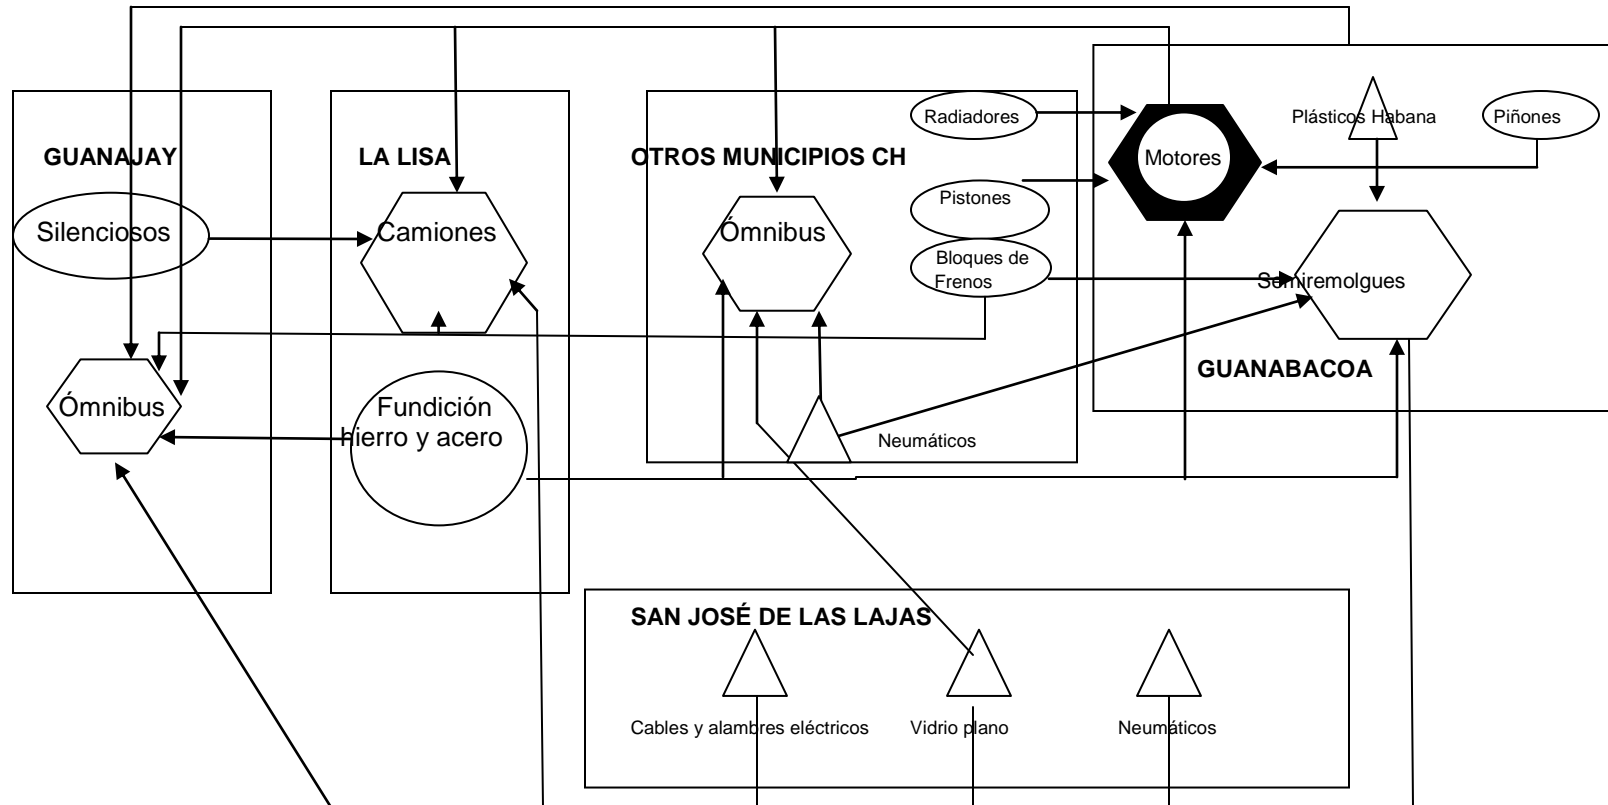 Radiadores
Plásticos Habana
Piñones
GUANAJAY
LA LISA
OTROS MUNICIPIOS CH
Motores
Silenciosos
Camiones
Ómnibus
Pistones
Bloques de
Frenos
Semiremolgues
GUANABACOA
Ómnibus
Fundición
hierro y acero
Neumáticos
SAN JOSÉ DE LAS LAJAS
Cables y alambres eléctricos
Vidrio plano
Neumáticos